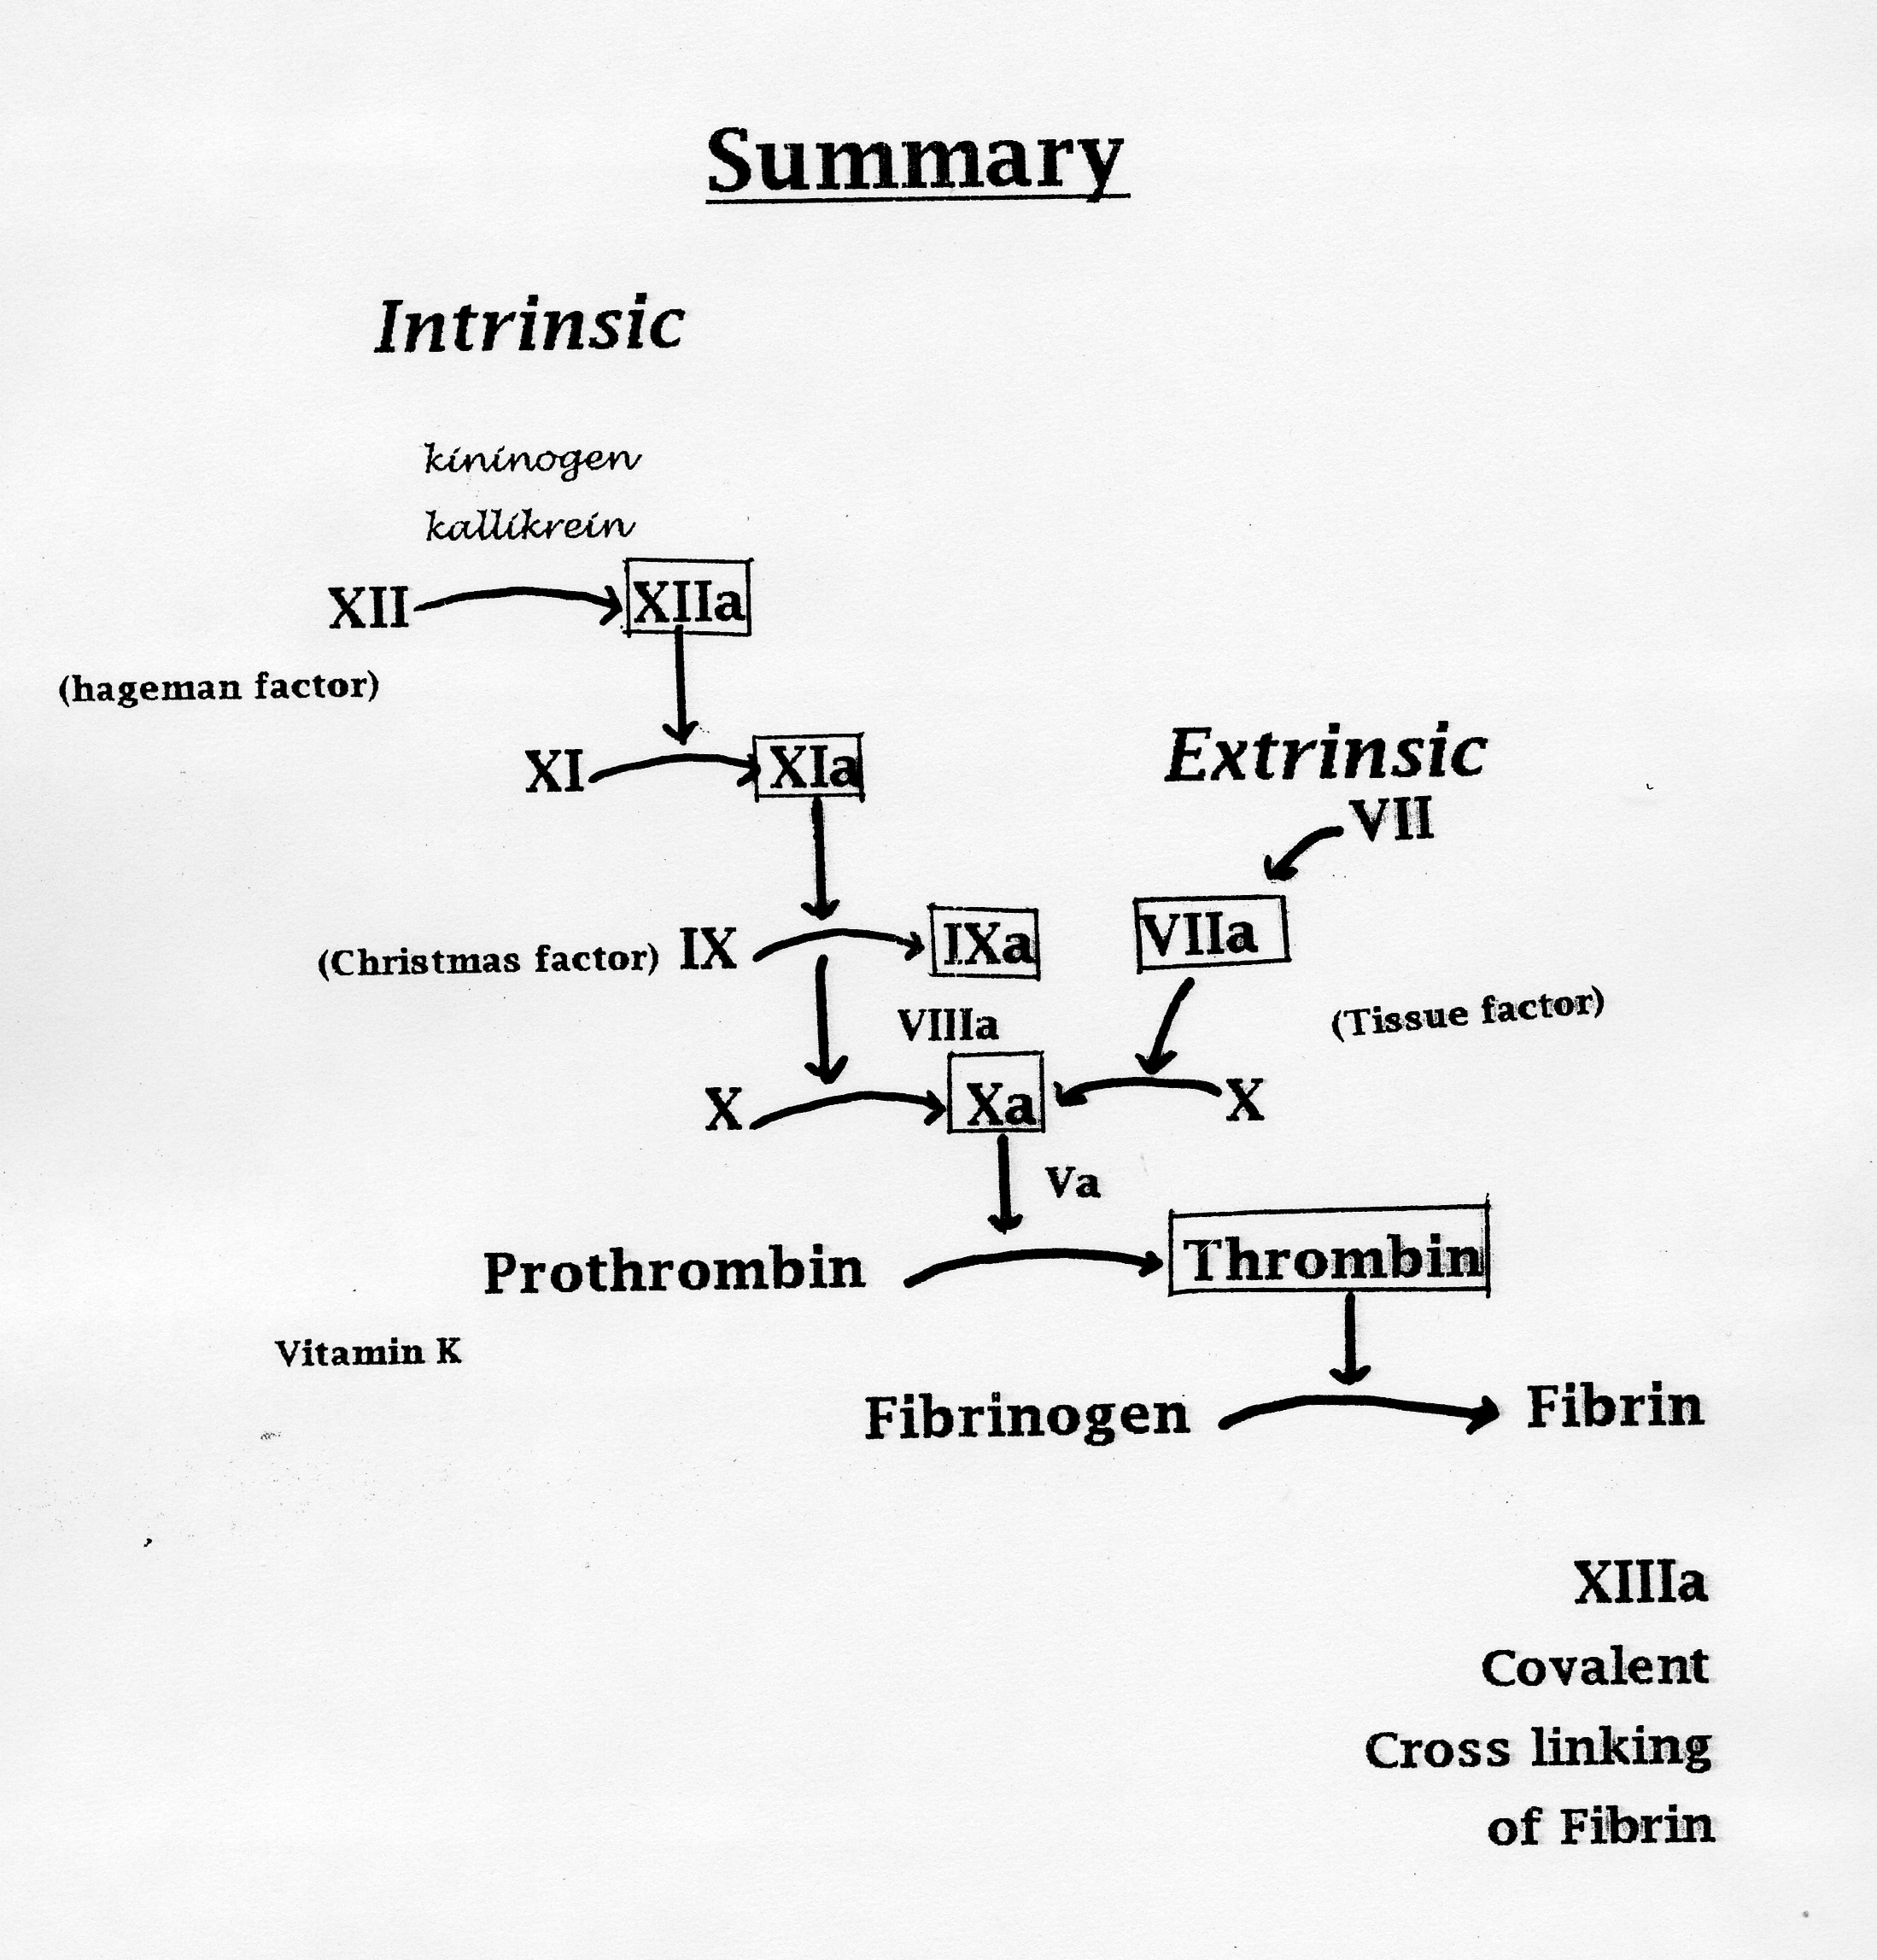 Summary
Intrinsic
kininogen
kallikrein
XII XIIa
(hageman factor)
XI XIa
Extrinsic
VII
(Christmas factor) IX IXa VIIa
VIIIa (Tissue factor)
X Xa X
Va
Prothrombin Thrombin
Vitamin K
Fibrinogen Fibrin
XIIIa
Covalent
Cross linking
of Fibrin